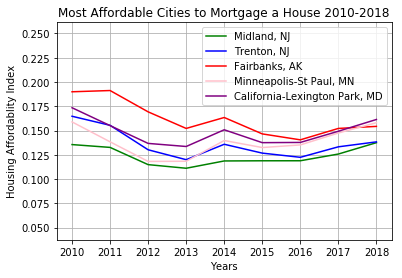 Most Affordable Cities to Mortgage a House 2010-2018
Housing Affordablity Index
0.250
0.225
0.200
0.175
0.150
0.125
0.100
0.075
0.050
Midland, NJ
Trenton, NJ
Fairbanks, AK
Minneapolis-St Paul, MN
California-Lexington Park, MD
2010 2011 2012 2013 2014 2015 2016 2017 2018
Years